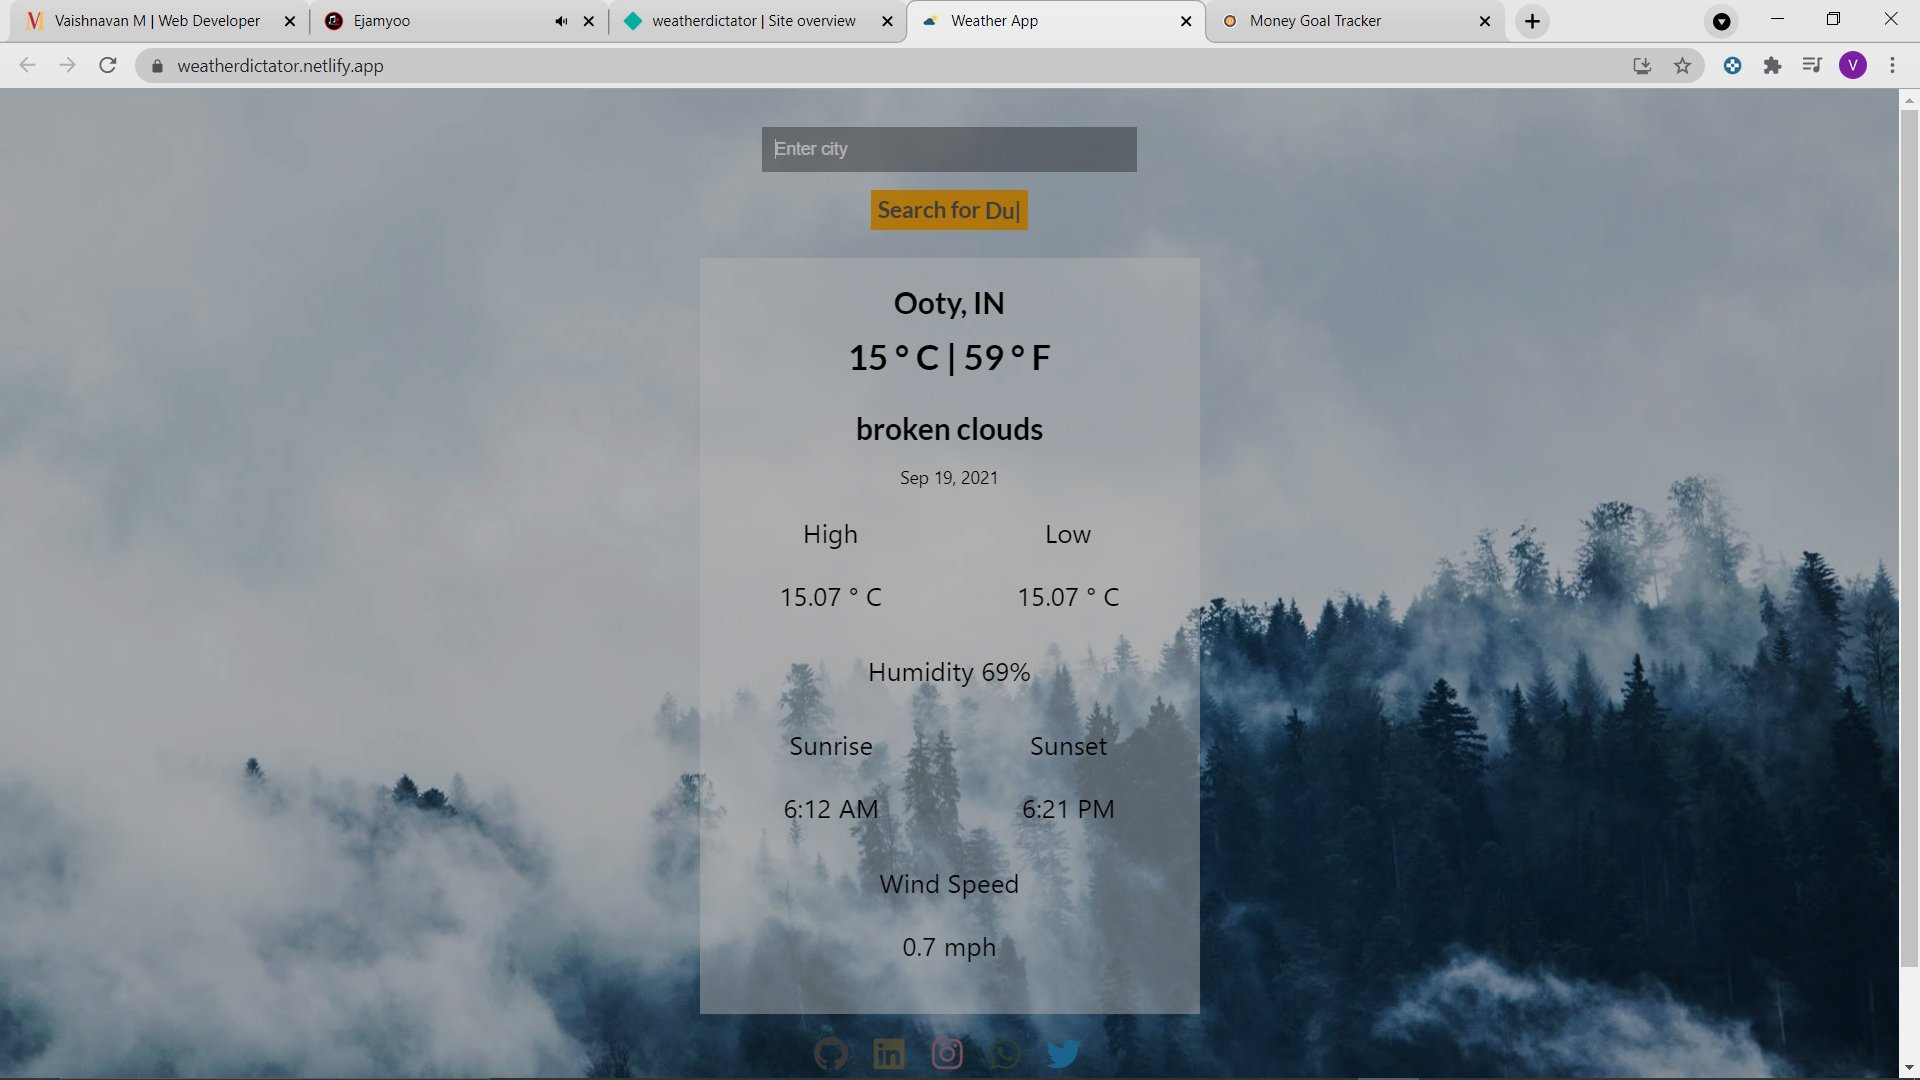 Vaishnavan M | Web Developer
Ejamyoo
weatherdictator | Site overview
Weather App
Money Goal Tracker
weatherdictator.netlify.app
V
Enter city
Search for Du|
Ooty, IN
15 ° C | 59 ° F
broken clouds
Sep 19, 2021
High Low
15.07 ° C 15.07 ° C
Humidity 69%
Sunrise Sunset
6:12 AM 6:21 PM
Wind Speed
0.7 mph